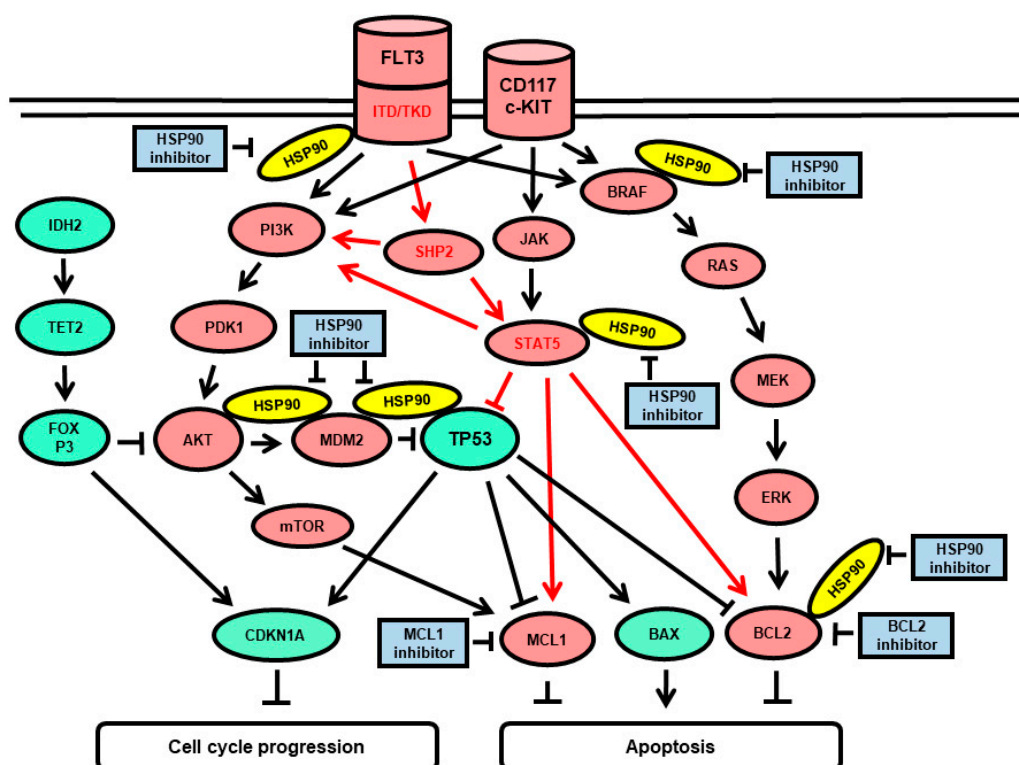 FLT3
ITD/TKD
CD117
c-KIT
HSP90
inhibitor
HSP90
HSP90
HSP90
inhibitor
BRAF
IDH2
PI3K
SHP2
JAK
RAS
TET2
PDK1
HSP90
inhibitor
STAT5
HSP90
MEK
HSP90
inhibitor
HSP90
HSP90
FOX
P3
AKT
MDM2
TP53
ERK
mTOR
HSP90
HSP90
inhibitor
CDKN1A
MCL1
inhibitor
MCL1
BAX
BCL2
BCL2
inhibitor
Cell cycle progression
Apoptosis